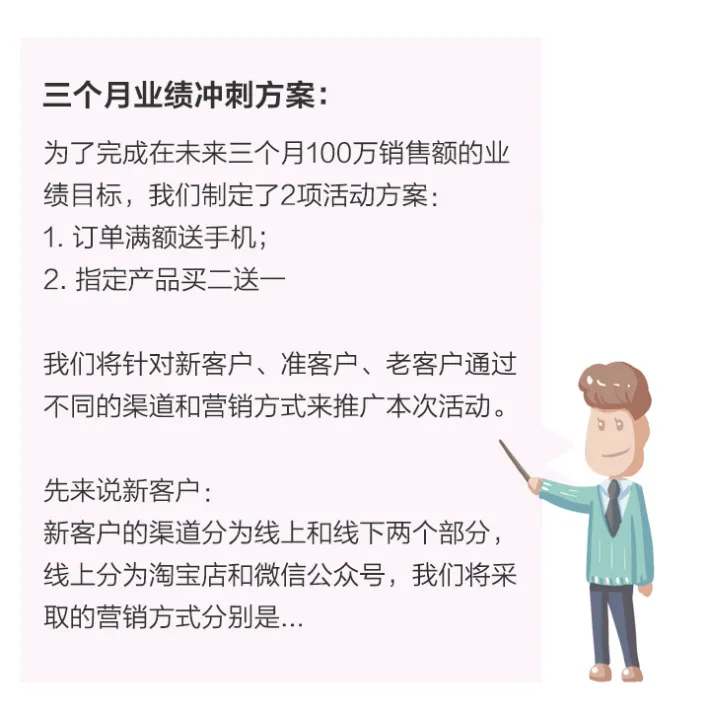 三个月业绩冲刺方案：
为了完成在未来三个月100万销售额的业
绩目标，我们制定了2项活动方案：
1. 订单满额送手机；
2. 指定产品买二送一
我们将针对新客户、准客户、老客户通过
不同的渠道和营销方式来推广本次活动。
先来说新客户：
新客户的渠道分为线上和线下两个部分，
线上分为淘宝店和微信公众号，我们将采
取的营销方式分别是...